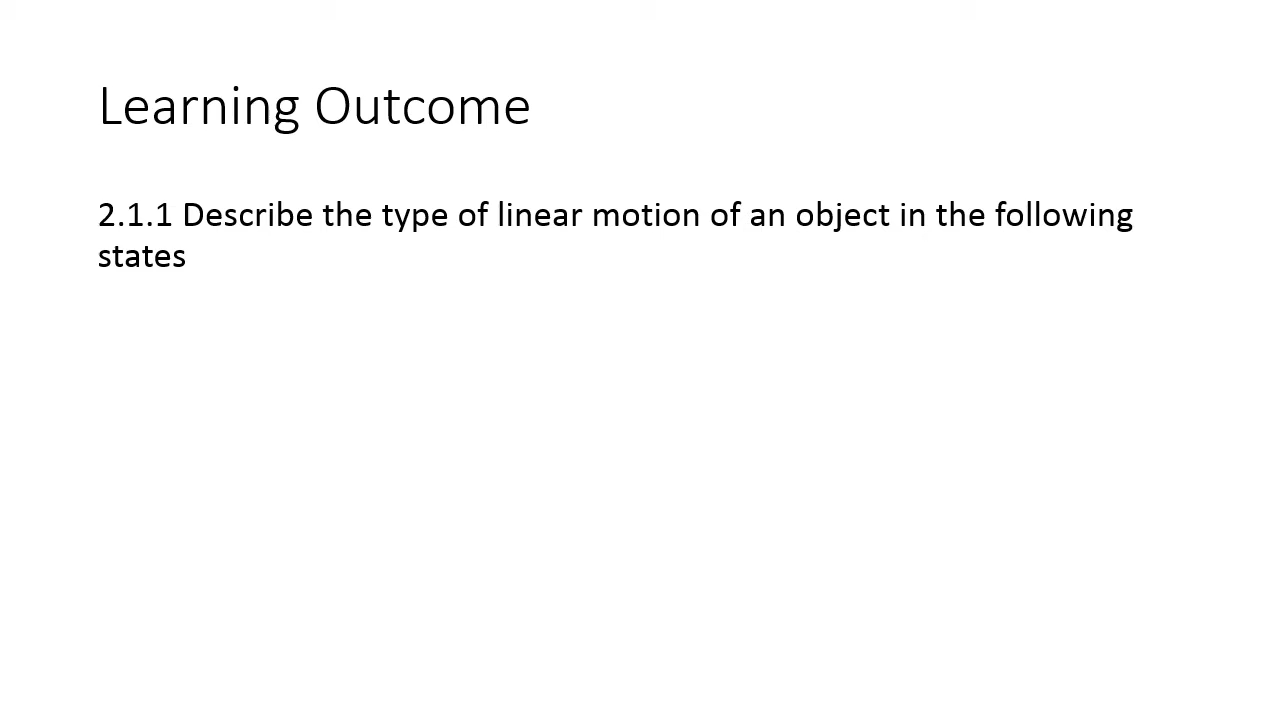 Learning Outcome
2.1.1 Describe the type of linear motion of an object in the following
states